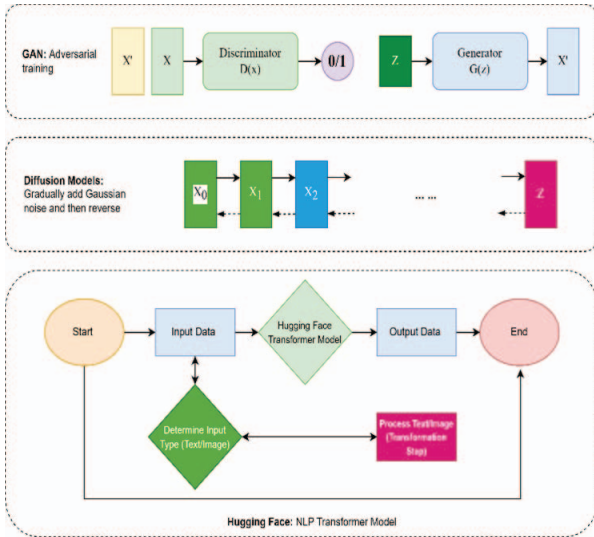 GAN: Adversarial
training
X'
X
Discriminator
D(x)
0/1
Z
Generator
G(z)
X'
Diffusion Models:
Gradually add Gaussian
noise and then reverse
X0
X1
X2
... ...
Z
Start
Input Data
Hugging Face
Transformer Model
Output Data
End
Determine Input
Type (Text/Image)
Process Text/Image
(Transformation
Step)
Hugging Face: NLP Transformer Model